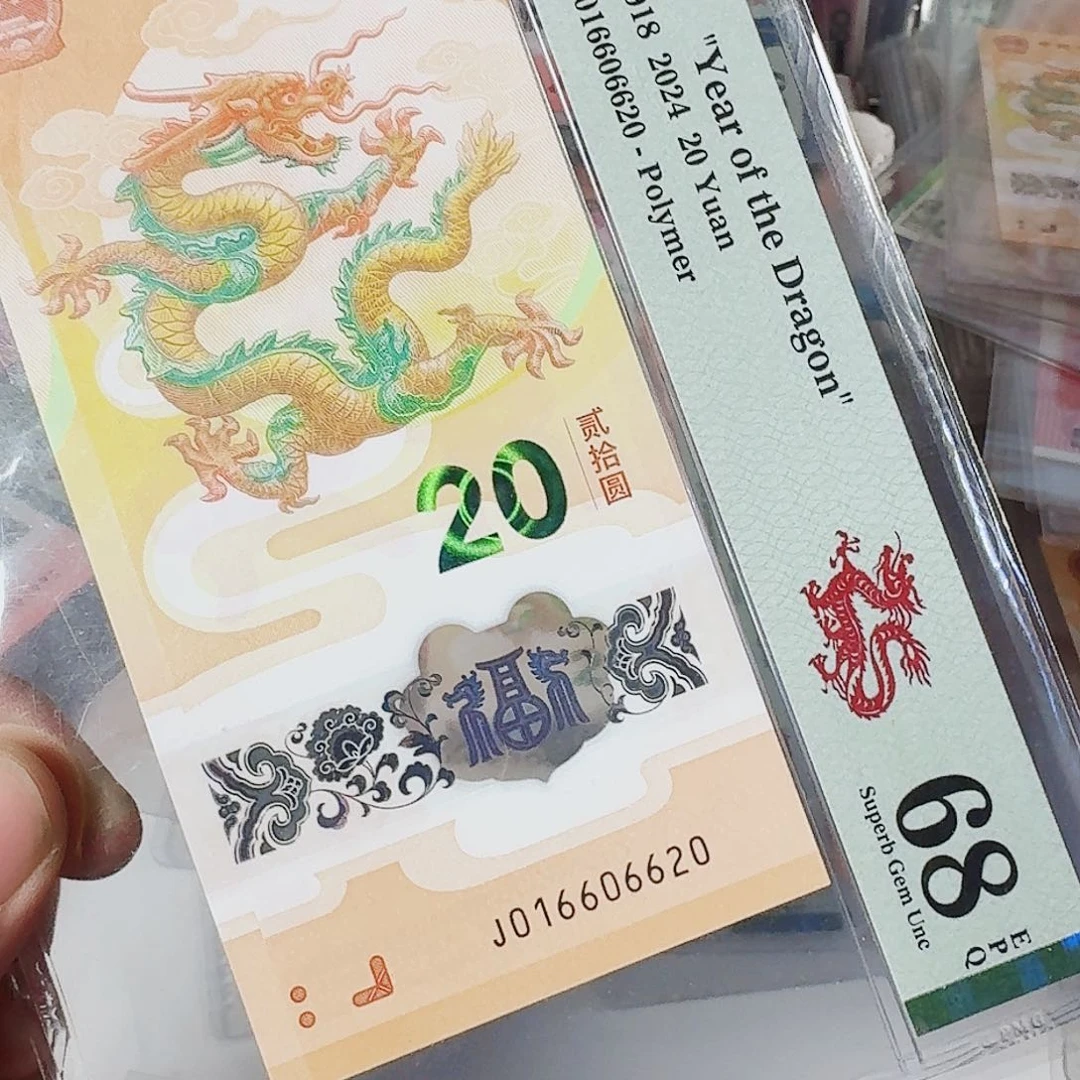 20
贰拾圆
福
J016606620
"Year of the Dragon"
2024 20 Yuan
016606620 - Polymer
68
EPQ
Superb Gem Unc